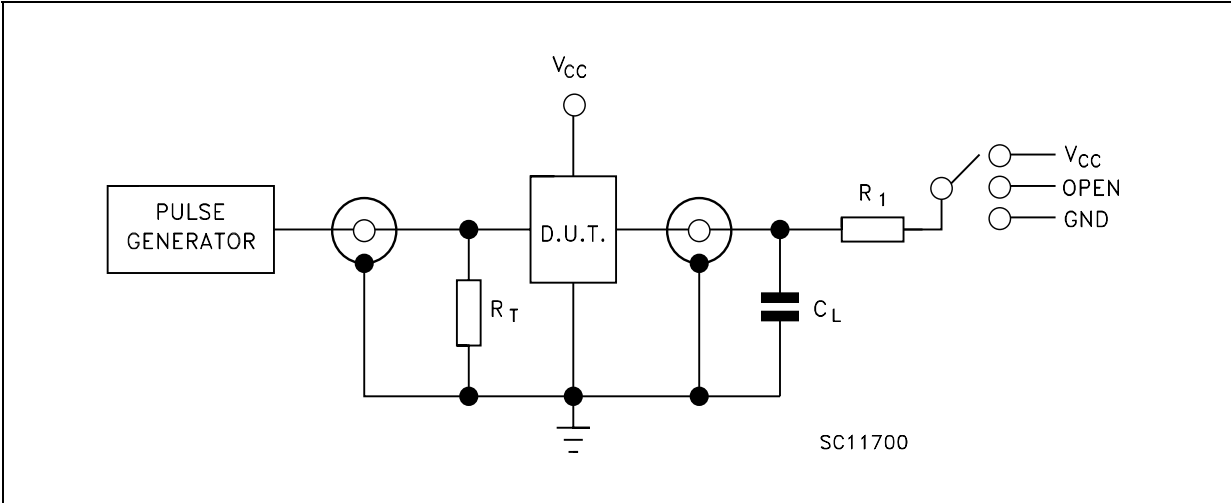 VCC
PULSE
GENERATOR
D.U.T.
RT
CL
R1
VCC
OPEN
GND
SC11700